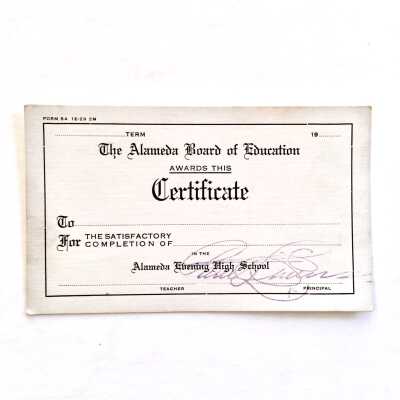 FORM 54 12-29 2M
TERM 19
The Alameda Board of Education
AWARDS THIS
Certificate
To
For THE SATISFACTORY COMPLETION OF
IN THE
Alameda Evening High School
TEACHER PRINCIPAL